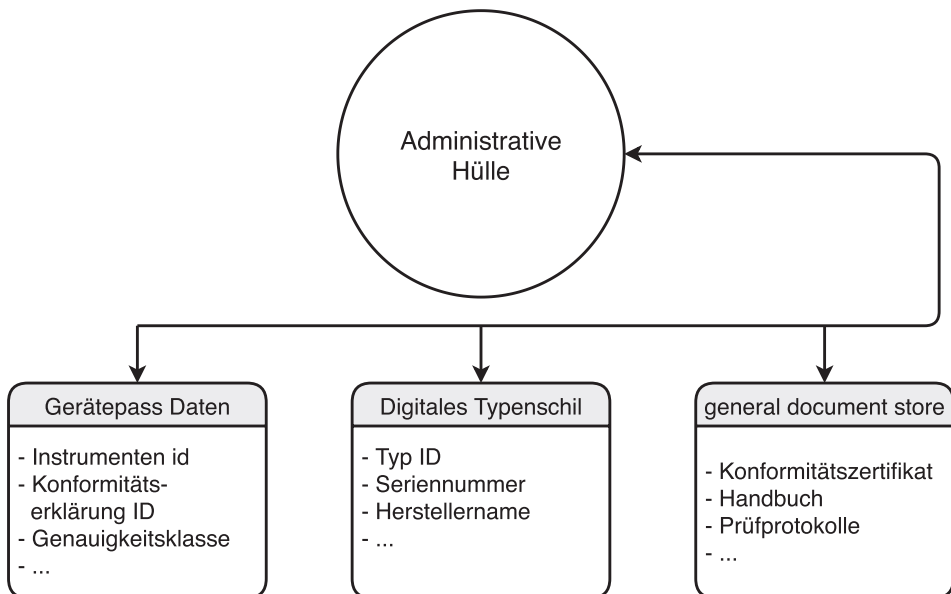 Administrative
Hülle
Gerätepass Daten
- Instrumenten id
- Konformitäts-
erklärung ID
- Genauigkeitsklasse
- ...
Digitales Typenschil
- Typ ID
- Seriennummer
- Herstellername
- ...
general document store
- Konformitätszertifikat
- Handbuch
- Prüfprotokolle
- ...